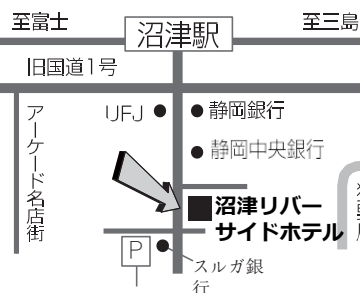 至富士
沼津駅
至三島
旧国道1号
アーケード名店街
UFJ
静岡銀行
静岡中央銀行
沼津リバー
サイドホテル
P
スルガ銀
行